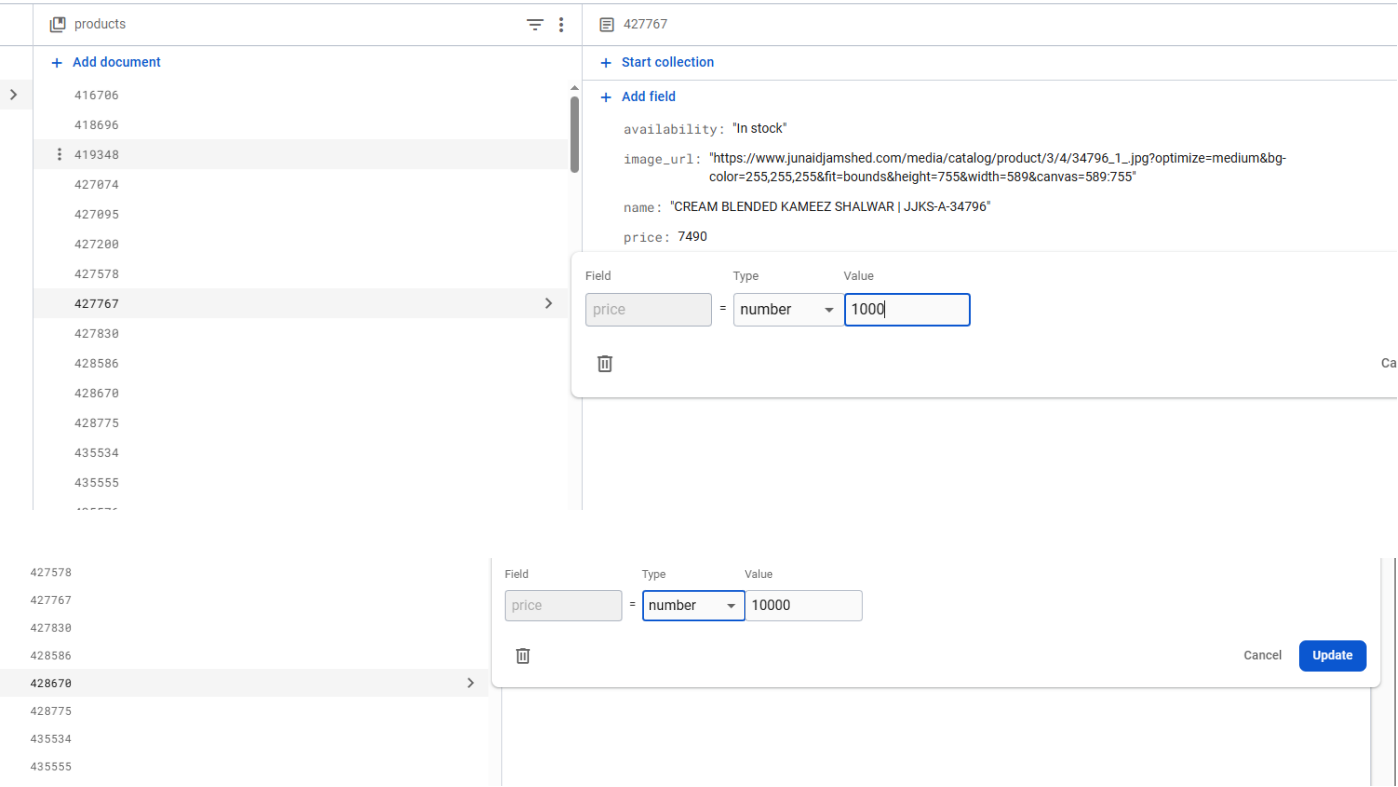 products
427767
Add document
Start collection
416706
Add field
418696
availability: "In stock"
419348
image_url: "https://www.junaidjamshed.com/media/catalog/product/3/4/34796_1_.jpg?optimize=medium&bg-
color=255,255,255&fit=bounds&height=755&width=589&canvas=589:755"
427074
427095
name: "CREAM BLENDED KAMEEZ SHALWAR | JJKS-A-34796"
427200
price: 7490
427578
Field Type Value
427767
price = number 1000
427830
428586
Ca
428670
428775
435534
435555
427578
Field Type Value
427767
price = number 10000
427830
428586
Cancel Update
428670
428775
435534
435555